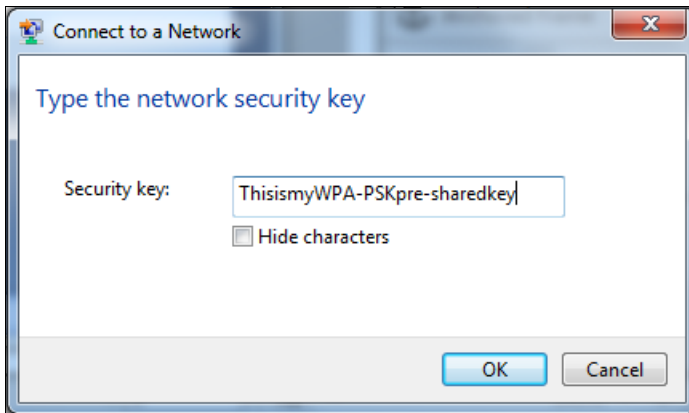 Connect to a Network
Type the network security key
Security key: ThisismyWPA-PSKpre-sharedkey
Hide characters
OK Cancel